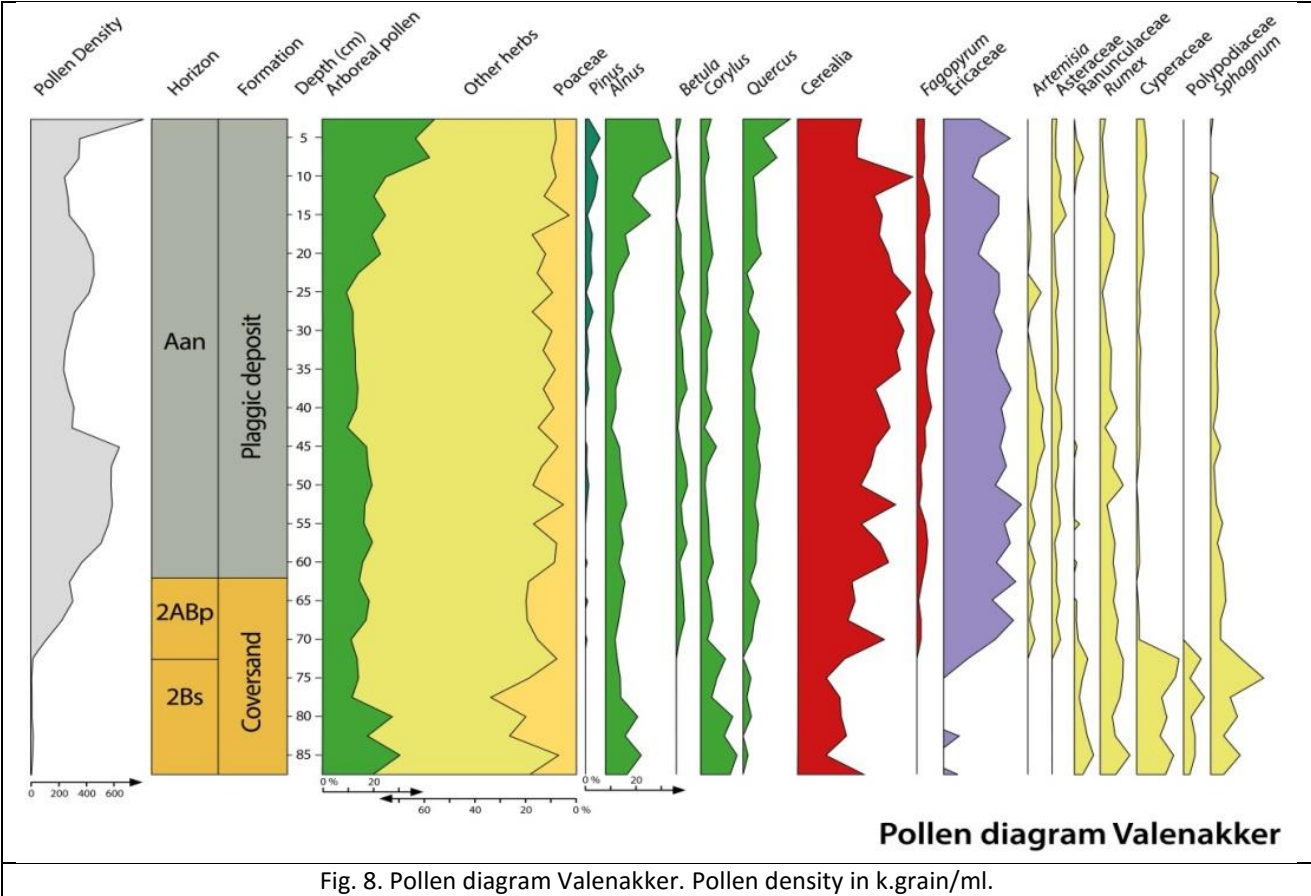 Pollen Density
Horizon
Formation
Depth (cm)
Arboreal pollen
Other herbs
Poaceae
Pinus
Alnus
Betula
Corylus
Quercus
Cerealia
Fagopyrum
Ericaceae
Artemisia
Asteraceae
Ranunculaceae
Rumex
Cyperaceae
Polypodiaceae
Sphagnum
Aan
2ABp
2Bs
Plaggic deposit
Coversand
5
10
15
20
25
30
35
40
45
50
55
60
65
70
75
80
85
0 200 400 600
0 % 20
60 40 20 0 %
0 % 20
Pollen diagram Valenakker
Fig. 8. Pollen diagram Valenakker. Pollen density in k.grain/ml.